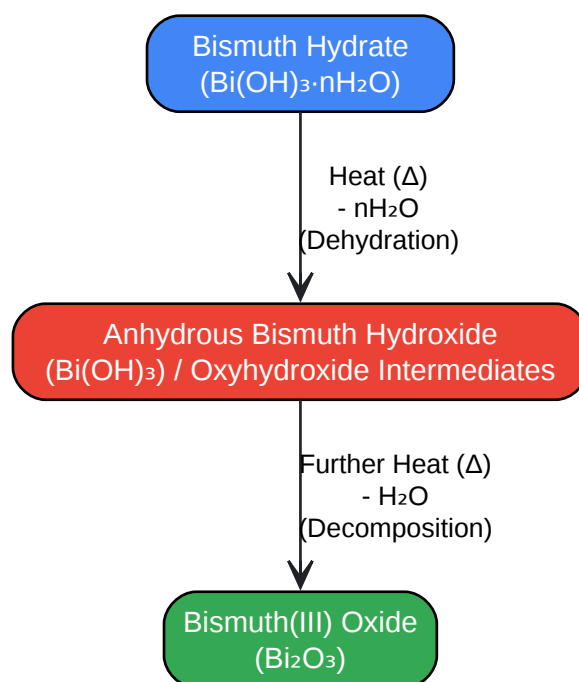 Bismuth Hydrate
(Bi(OH)₃·nH₂O)
Heat (Δ)
- nH₂O
(Dehydration)
Anhydrous Bismuth Hydroxide
(Bi(OH)₃) / Oxyhydroxide Intermediates
Further Heat (Δ)
- H₂O
(Decomposition)
Bismuth(III) Oxide
(Bi₂O₃)